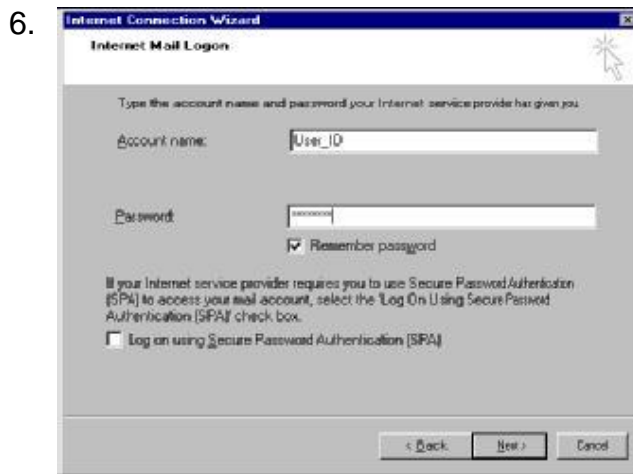 6.
Internet Connection Wizard
Internet Mail Logon
Type the account name and password your Internet service provide has given you
Account name:
User_ID
Password:
********
Remember password
If your Internet service provider requires you to use Secure Password Authentication
(SPA) to access your mail account, select the 'Log On Using Secure Password
Authentication (SPA)' check box.
Log on using Secure Password Authentication (SPA)
< Back
Next >
Cancel